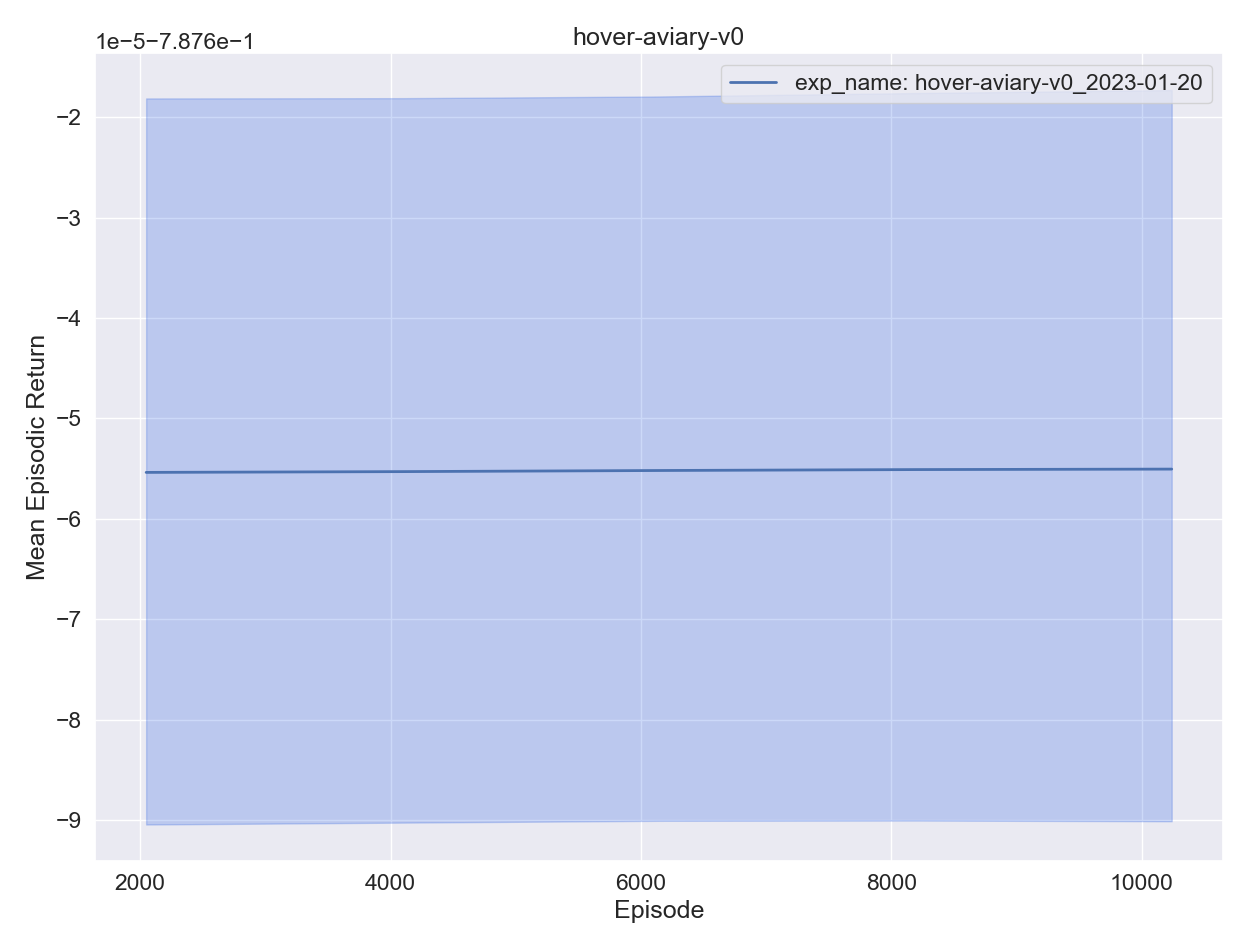 hover-aviary-v0
1e−5−7.876e−1
exp_name: hover-aviary-v0_2023-01-20
−2
−3
−4
−5
−6
−7
−8
−9
Mean Episodic Return
2000
4000
6000
8000
10000
Episode